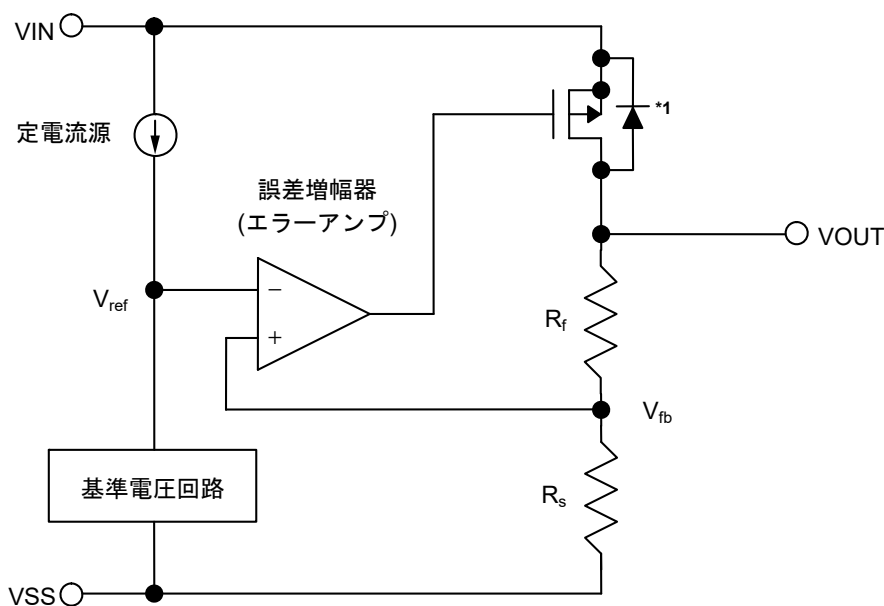 VIN
*1
定電流源
誤差増幅器
(エラーアンプ)
VOUT
Vref
−
+
Rf
Vfb
基準電圧回路
Rs
VSS